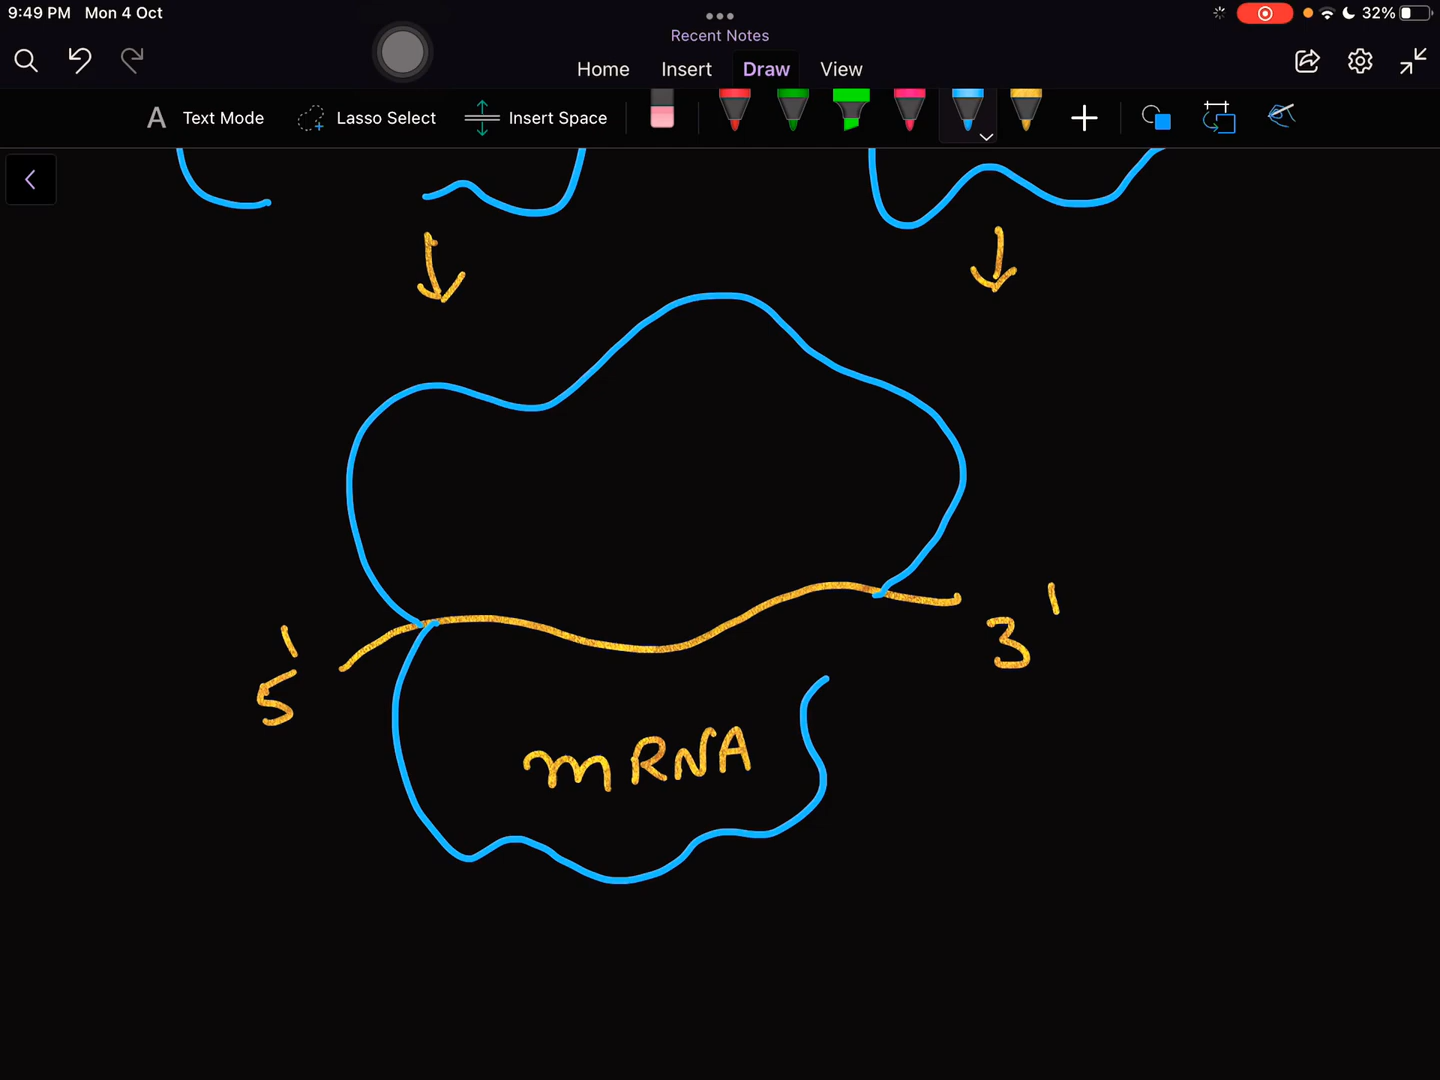 9:49 PM Mon 4 Oct
32%
Recent Notes
Home Insert Draw View
Text Mode Lasso Select Insert Space
5'
3'
mRNA